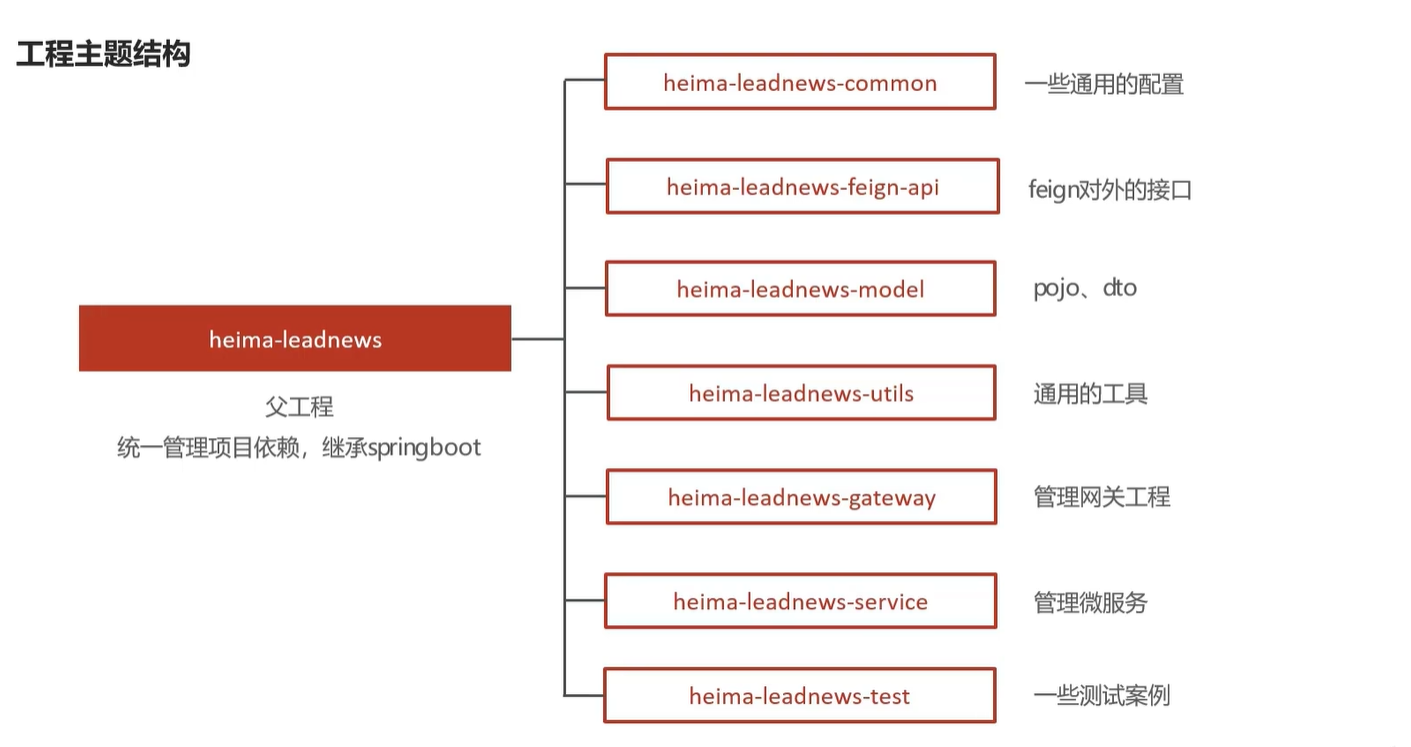 工程主题结构
heima-leadnews-common 一些通用的配置
heima-leadnews-feign-api feign对外的接口
heima-leadnews-model pojo、dto
heima-leadnews
父工程
统一管理项目依赖，继承springboot
heima-leadnews-utils 通用的工具
heima-leadnews-gateway 管理网关工程
heima-leadnews-service 管理微服务
heima-leadnews-test 一些测试案例